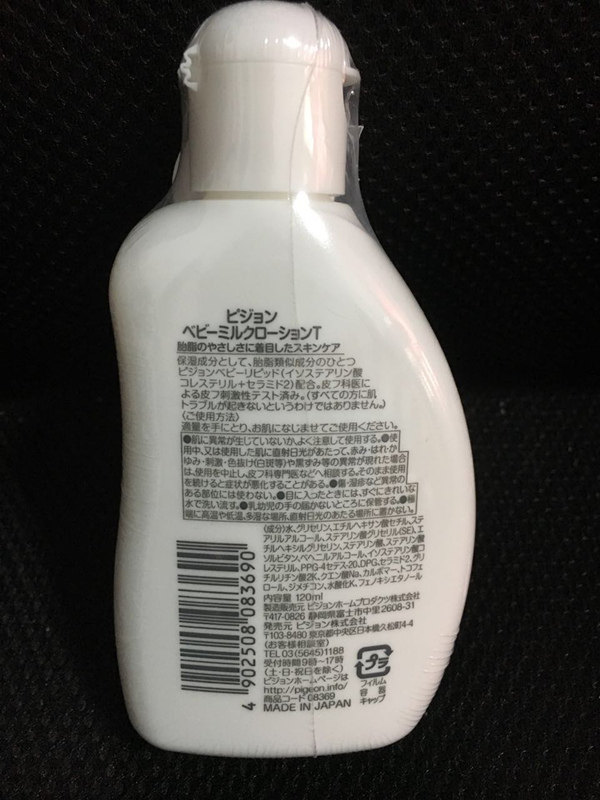 ピジョン
ベビーミルクローションT
胎脂のやさしさに着目したスキンケア
保湿成分として、胎脂類似成分のひとつ
ピジョンベビーリピッド(イソステアリン酸
コレステリル+セラミド2)配合。皮フ科医に
よる皮フ刺激性テスト済み。(すべての方に肌
トラブルが起きないというわけではありません。)
〈ご使用方法〉
適量を手にとり、お肌になじませてご使用ください。
●肌に異常が生じていないか、よく注意して使用する。●使
用中、又は使用した肌に直射日光があたって、赤み・はれ・か
ゆみ・刺激・色抜け(白斑等)や黒ずみ等の異常が現れた場合
は、使用を中止し、皮フ科専門医などへ相談する。そのまま使用
を続けると症状が悪化することがある。●傷・湿疹など異常の
ある部位には使わない。●目に入ったときには、すぐにきれいな
水で洗い流す。●乳幼児の手の届かないところに保管する。●極
端に高温や低温、多湿な場所、直射日光のあたる場所に置かない。
〈成分〉水、グリセリン、エチルヘキサン酸セチル、ステ
アリルアルコール、ステアリン酸グリセリル(SE)、エ
チルヘキシルグリセリン、ステアリン酸、ステアリン酸
ソルビタン、ベヘニルアルコール、イソステアリン酸コ
レステリル、PPG-4セテス-20、DPG、セラミド2、グリ
チルリチン酸2K、クエン酸Na、カルボマー、トコフェ
ロール、ジメチコン、水酸化K、フェノキシエタノール
内容量 120ml
製造販売元 ピジョンホームプロダクツ株式会社
〒417-0826 静岡県富士市中里2608-31
発売元 ピジョン株式会社
〒103-8480 東京都中央区日本橋久松町4-4
〈お客様相談室〉
TEL 03(5645)1188
受付時間9時〜17時
(土・日・祝日を除く)
ピジョンホームページは
http://pigeon.info/
商品コード 08369
MADE IN JAPAN
4 902508 083690
プラ
フィルム
容器
キャップ